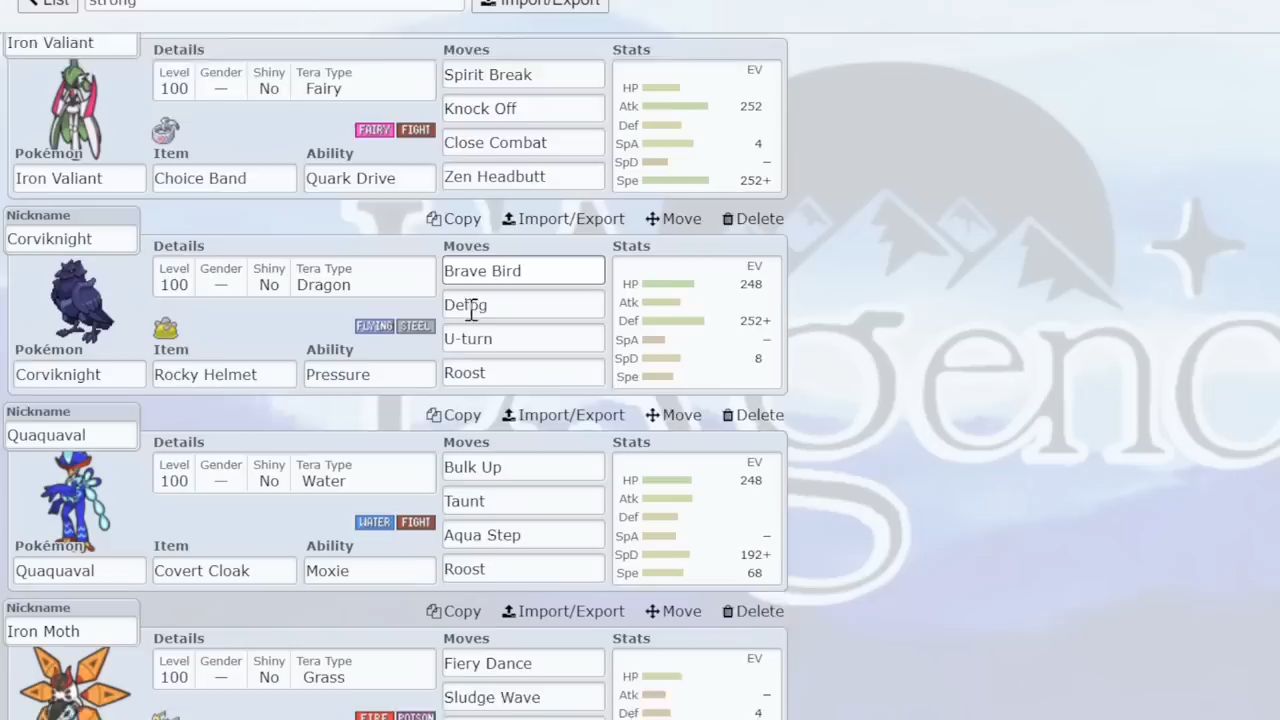 List
strong
Import/Export
Iron Valiant
Details
Moves
Stats
Level
100
Gender
—
Shiny
No
Tera Type
Fairy
FAIRY FIGHT
Pokémon
Iron Valiant
Item
Choice Band
Ability
Quark Drive
Spirit Break
Knock Off
Close Combat
Zen Headbutt
EV
HP
Atk 252
Def
SpA 4
SpD –
Spe 252+
Copy Import/Export Move Delete
Nickname
Corviknight
Details
Moves
Stats
Level
100
Gender
—
Shiny
No
Tera Type
Dragon
FLYING STEEL
Pokémon
Corviknight
Item
Rocky Helmet
Ability
Pressure
Brave Bird
Defog
U-turn
Roost
EV
HP 248
Atk
Def 252+
SpA –
SpD 8
Spe
Copy Import/Export Move Delete
Nickname
Quaquaval
Details
Moves
Stats
Level
100
Gender
—
Shiny
No
Tera Type
Water
WATER FIGHT
Pokémon
Quaquaval
Item
Covert Cloak
Ability
Moxie
Bulk Up
Taunt
Aqua Step
Roost
EV
HP 248
Atk
Def
SpA –
SpD 192+
Spe 68
Copy Import/Export Move Delete
Nickname
Iron Moth
Details
Moves
Stats
Level
100
Gender
—
Shiny
No
Tera Type
Grass
FIRE POISON
Fiery Dance
Sludge Wave
EV
HP
Atk –
Def 4